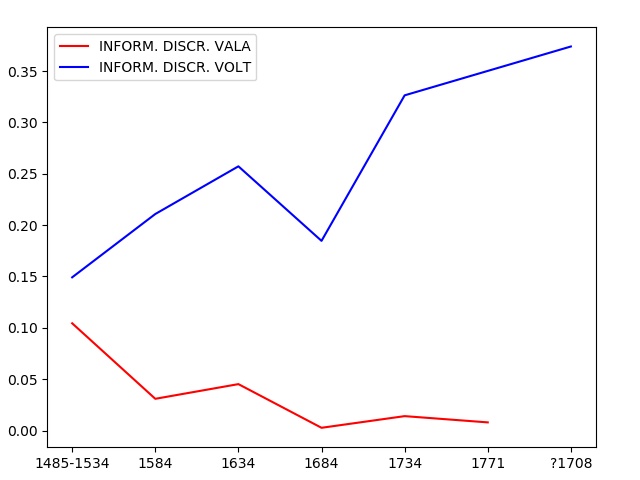 INFORM. DISCR. VALA
INFORM. DISCR. VOLT
0.35
0.30
0.25
0.20
0.15
0.10
0.05
0.00
1485-1534 1584 1634 1684 1734 1771 ?1708